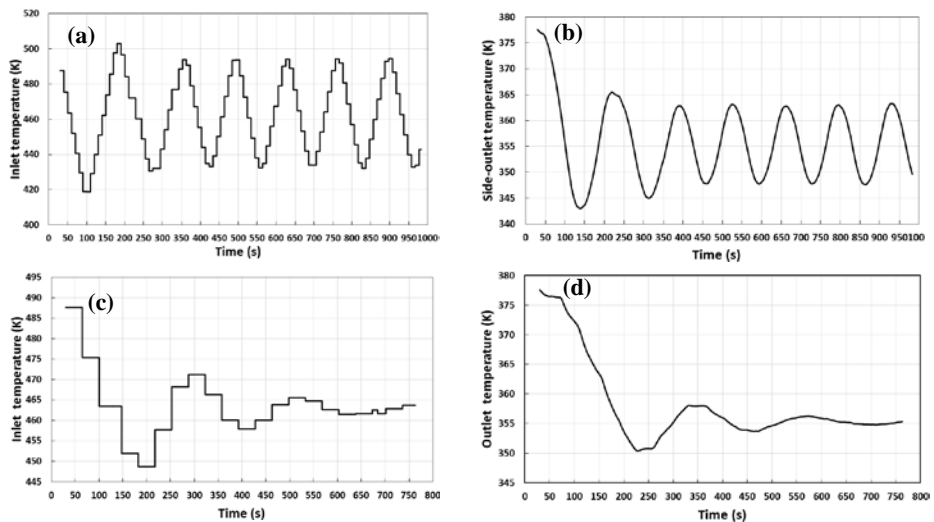 (a)
Inlet temperature (K)
520
500
480
460
440
420
400
0 50 100 150 200 250 300 350 400 450 500 550 600 650 700 750 800 850 900 950 1000
Time (s)
(b)
Side-outlet temperature (K)
380
375
370
365
360
355
350
345
340
0 50 100 150 200 250 300 350 400 450 500 550 600 650 700 750 800 850 900 950 100
Time (s)
(c)
Inlet temperature (K)
495
490
485
480
475
470
465
460
455
450
445
0 50 100 150 200 250 300 350 400 450 500 550 600 650 700 750 800
Time (s)
(d)
Outlet temperature (K)
380
375
370
365
360
355
350
345
0 50 100 150 200 250 300 350 400 450 500 550 600 650 700 750 800
Time (s)